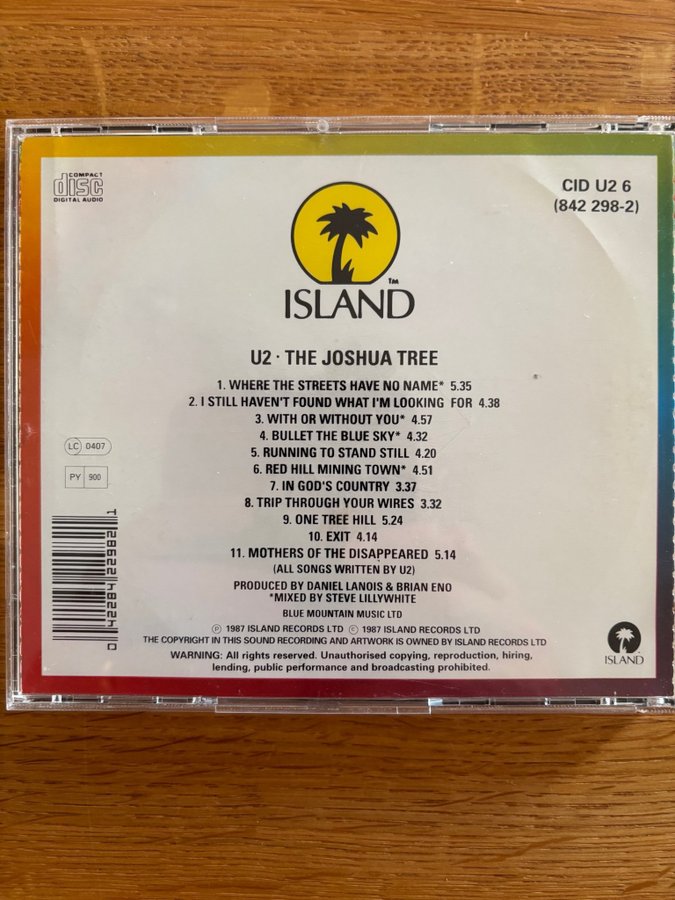 COMPACT
disc
DIGITAL AUDIO
CID U2 6
(842 298-2)
ISLAND™
U2 · THE JOSHUA TREE
1. WHERE THE STREETS HAVE NO NAME* 5.35
2. I STILL HAVEN'T FOUND WHAT I'M LOOKING FOR 4.38
3. WITH OR WITHOUT YOU* 4.57
4. BULLET THE BLUE SKY* 4.32
5. RUNNING TO STAND STILL 4.20
6. RED HILL MINING TOWN* 4.51
7. IN GOD'S COUNTRY 3.37
8. TRIP THROUGH YOUR WIRES 3.32
9. ONE TREE HILL 5.24
10. EXIT 4.14
11. MOTHERS OF THE DISAPPEARED 5.14
(ALL SONGS WRITTEN BY U2)
PRODUCED BY DANIEL LANOIS & BRIAN ENO
*MIXED BY STEVE LILLYWHITE
BLUE MOUNTAIN MUSIC LTD
Ⓟ 1987 ISLAND RECORDS LTD © 1987 ISLAND RECORDS LTD
THE COPYRIGHT IN THIS SOUND RECORDING AND ARTWORK IS OWNED BY ISLAND RECORDS LTD
WARNING: All rights reserved. Unauthorised copying, reproduction, hiring,
lending, public performance and broadcasting prohibited.
LC 0407
PY 900
ISLAND